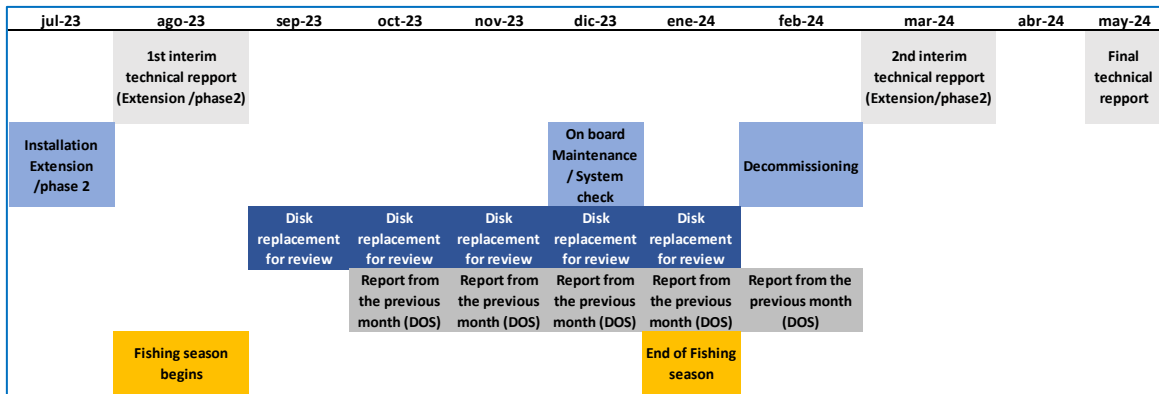 jul-23 ago-23 sep-23 oct-23 nov-23 dic-23 ene-24 feb-24 mar-24 abr-24 may-24
1st interim
technical repport
(Extension /phase2)
2nd interim
technical repport
(Extension/phase2)
Final
technical
repport
Installation
Extension
/phase 2
On board
Maintenance
/ System
check
Decommissioning
Disk
replacement
for review
Disk
replacement
for review
Disk
replacement
for review
Disk
replacement
for review
Disk
replacement
for review
Report from
the previous
month (DOS)
Report from
the previous
month (DOS)
Report from
the previous
month (DOS)
Report from
the previous
month (DOS)
Report from the
previous month
(DOS)
Fishing season
begins
End of Fishing
season